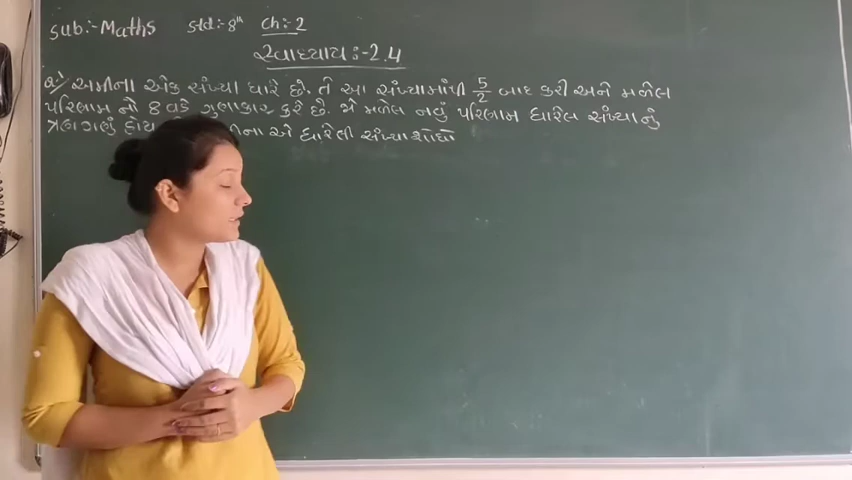 Sub:-Maths Std:-8th Ch:-2
સ્વાધ્યાય:-2.4
Q.1 અમીના એક સંખ્યા ધારે છે. તે આ સંખ્યામાંથી 5/2 બાદ કરી અને મળેલ
પરિણામ નો 8 વડે ગુણાકાર કરે છે. જે મળેલ નવું પરિણામ ધારેલ સંખ્યાનું
ત્રણગણું હોય એ ધારેલી સંખ્યા શોધો